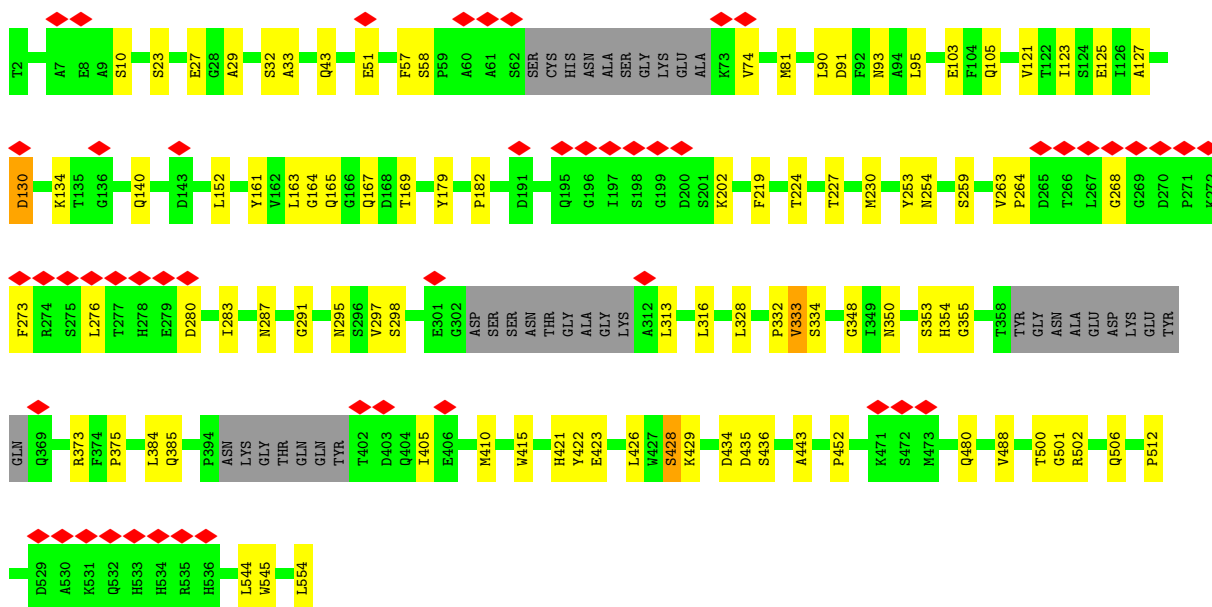 T2 A7 E8 A9 S10 S23 E27 G28 A29 S32 A33 Q43 E51 F57 S58 P59 A60 A61 S62 SER CYS HIS ASN ALA SER GLY LYS GLU ALA K73 V74 M81 L90 D91 F92 N93 A94 L95 E103 F104 Q105 V121 T122 I123 S124 E125 I126 A127
D130 K134 T135 G136 Q140 D143 L152 Y161 V162 L163 G164 Q165 G166 Q167 D168 T169 Y179 P182 D191 Q195 G196 I197 S198 G199 D200 S201 K202 F219 T224 T227 M230 Y253 N254 S259 V263 P264 D265 T266 L267 G268 G269 D270 P271 K272
F273 R274 S275 L276 T277 H278 E279 D280 I283 N287 G291 N295 S296 V297 S298 E301 G302 ASP SER SER ASN THR GLY ALA GLY LYS A312 L313 L316 L328 P332 V333 S334 G348 I349 N350 S353 H354 G355 T358 TYR GLY ASN ALA GLU ASP LYS GLU TYR
GLN Q369 R373 F374 P375 L384 Q385 P394 ASN LYS GLY THR GLN GLN TYR T402 D403 Q404 I405 E406 M410 W415 H421 Y422 E423 L426 W427 S428 K429 D434 D435 S436 A443 P452 K471 S472 M473 Q480 V488 T500 G501 R502 Q506 P512
D529 A530 K531 Q532 H533 H534 R535 H536 L544 W545 L554